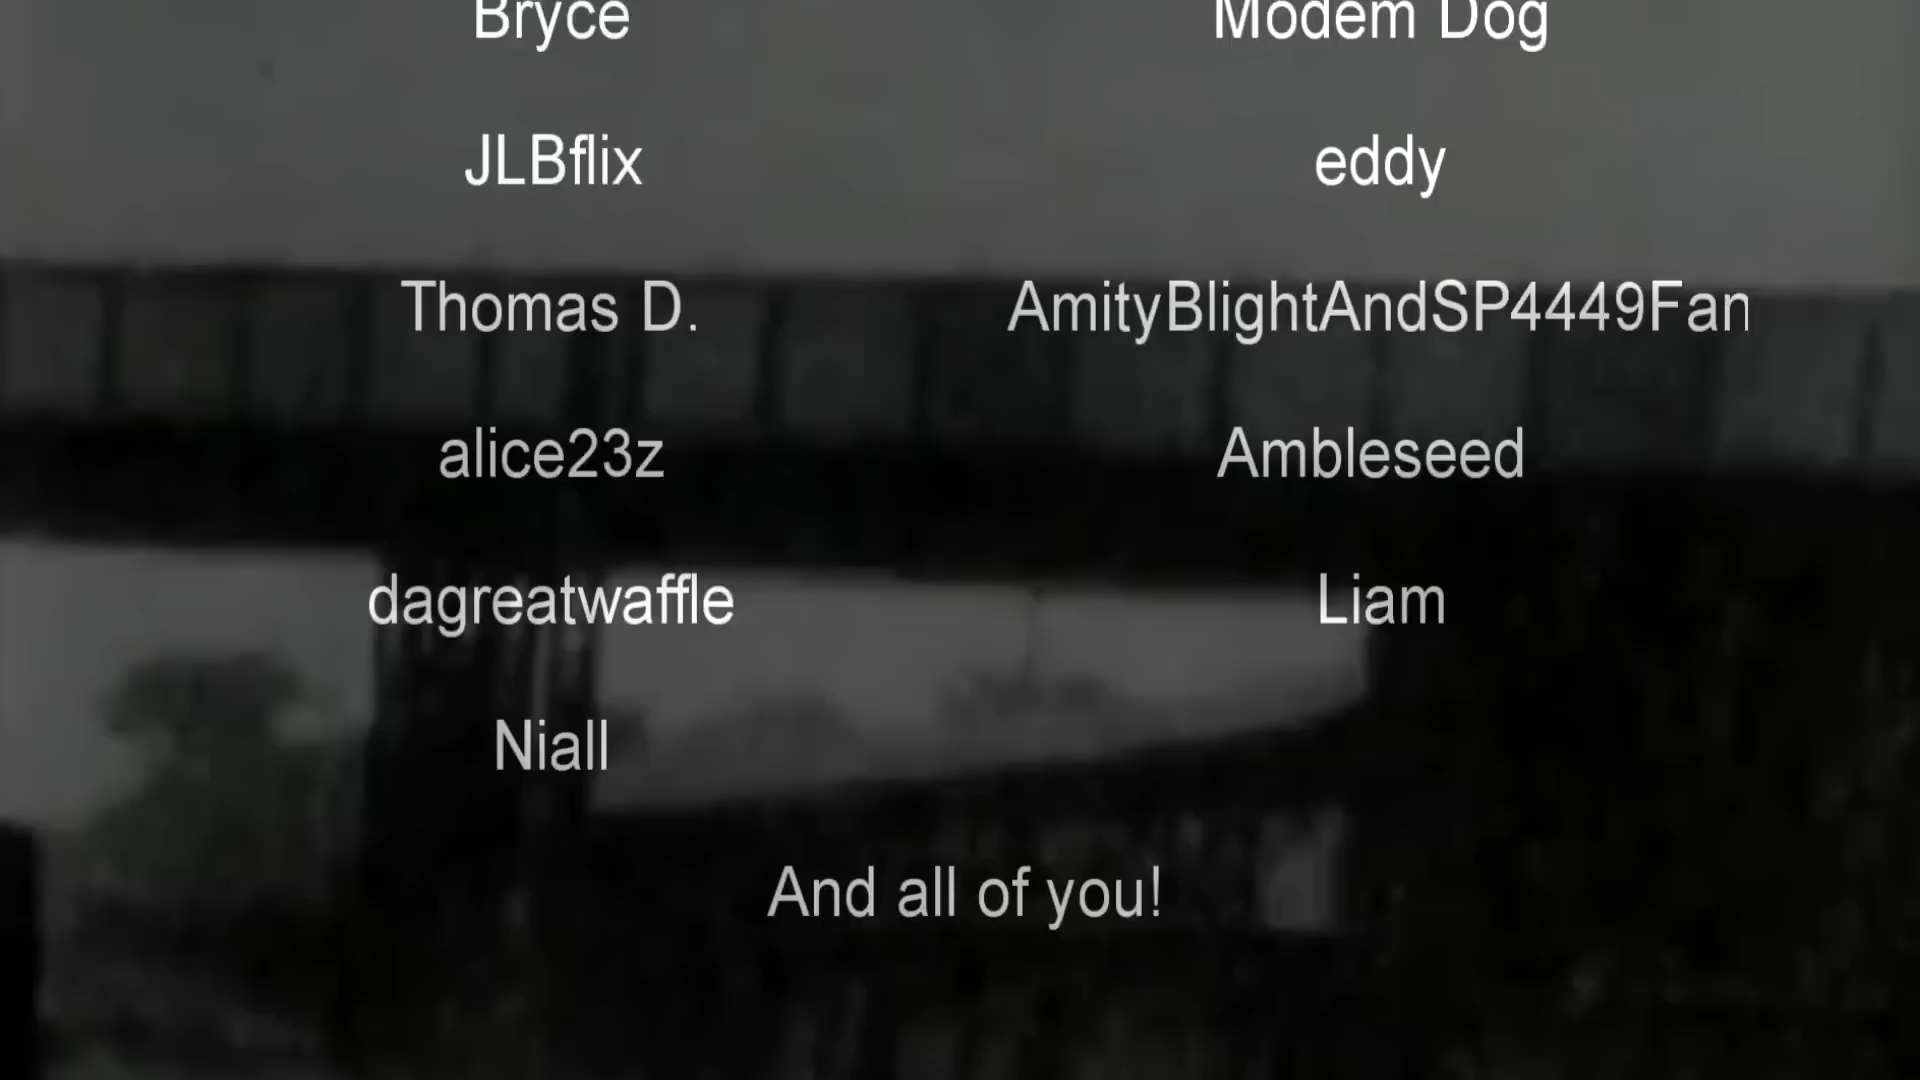 Bryce Modem Dog
JLBflix eddy
Thomas D. AmityBlightAndSP4449Fan
alice23z Ambleseed
dagreatwaffle Liam
Niall
And all of you!